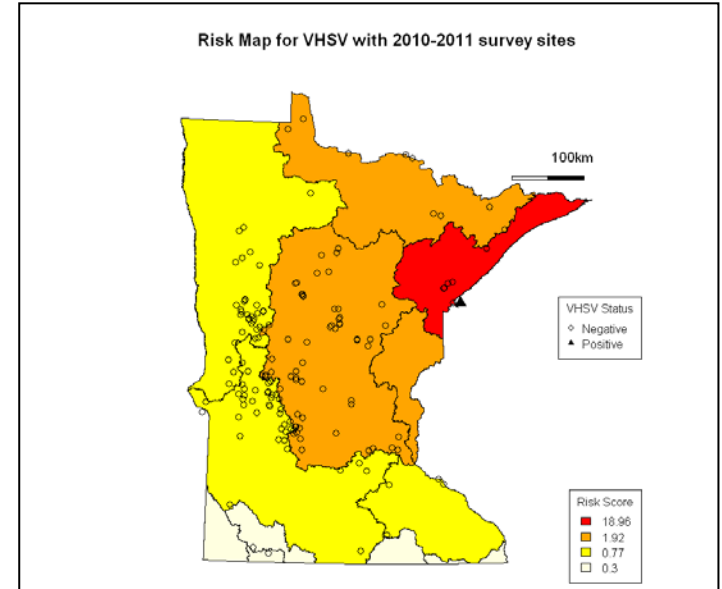 Risk Map for VHSV with 2010-2011 survey sites
100km
VHSV Status
Negative
Positive
Risk Score
18.96
1.92
0.77
0.3